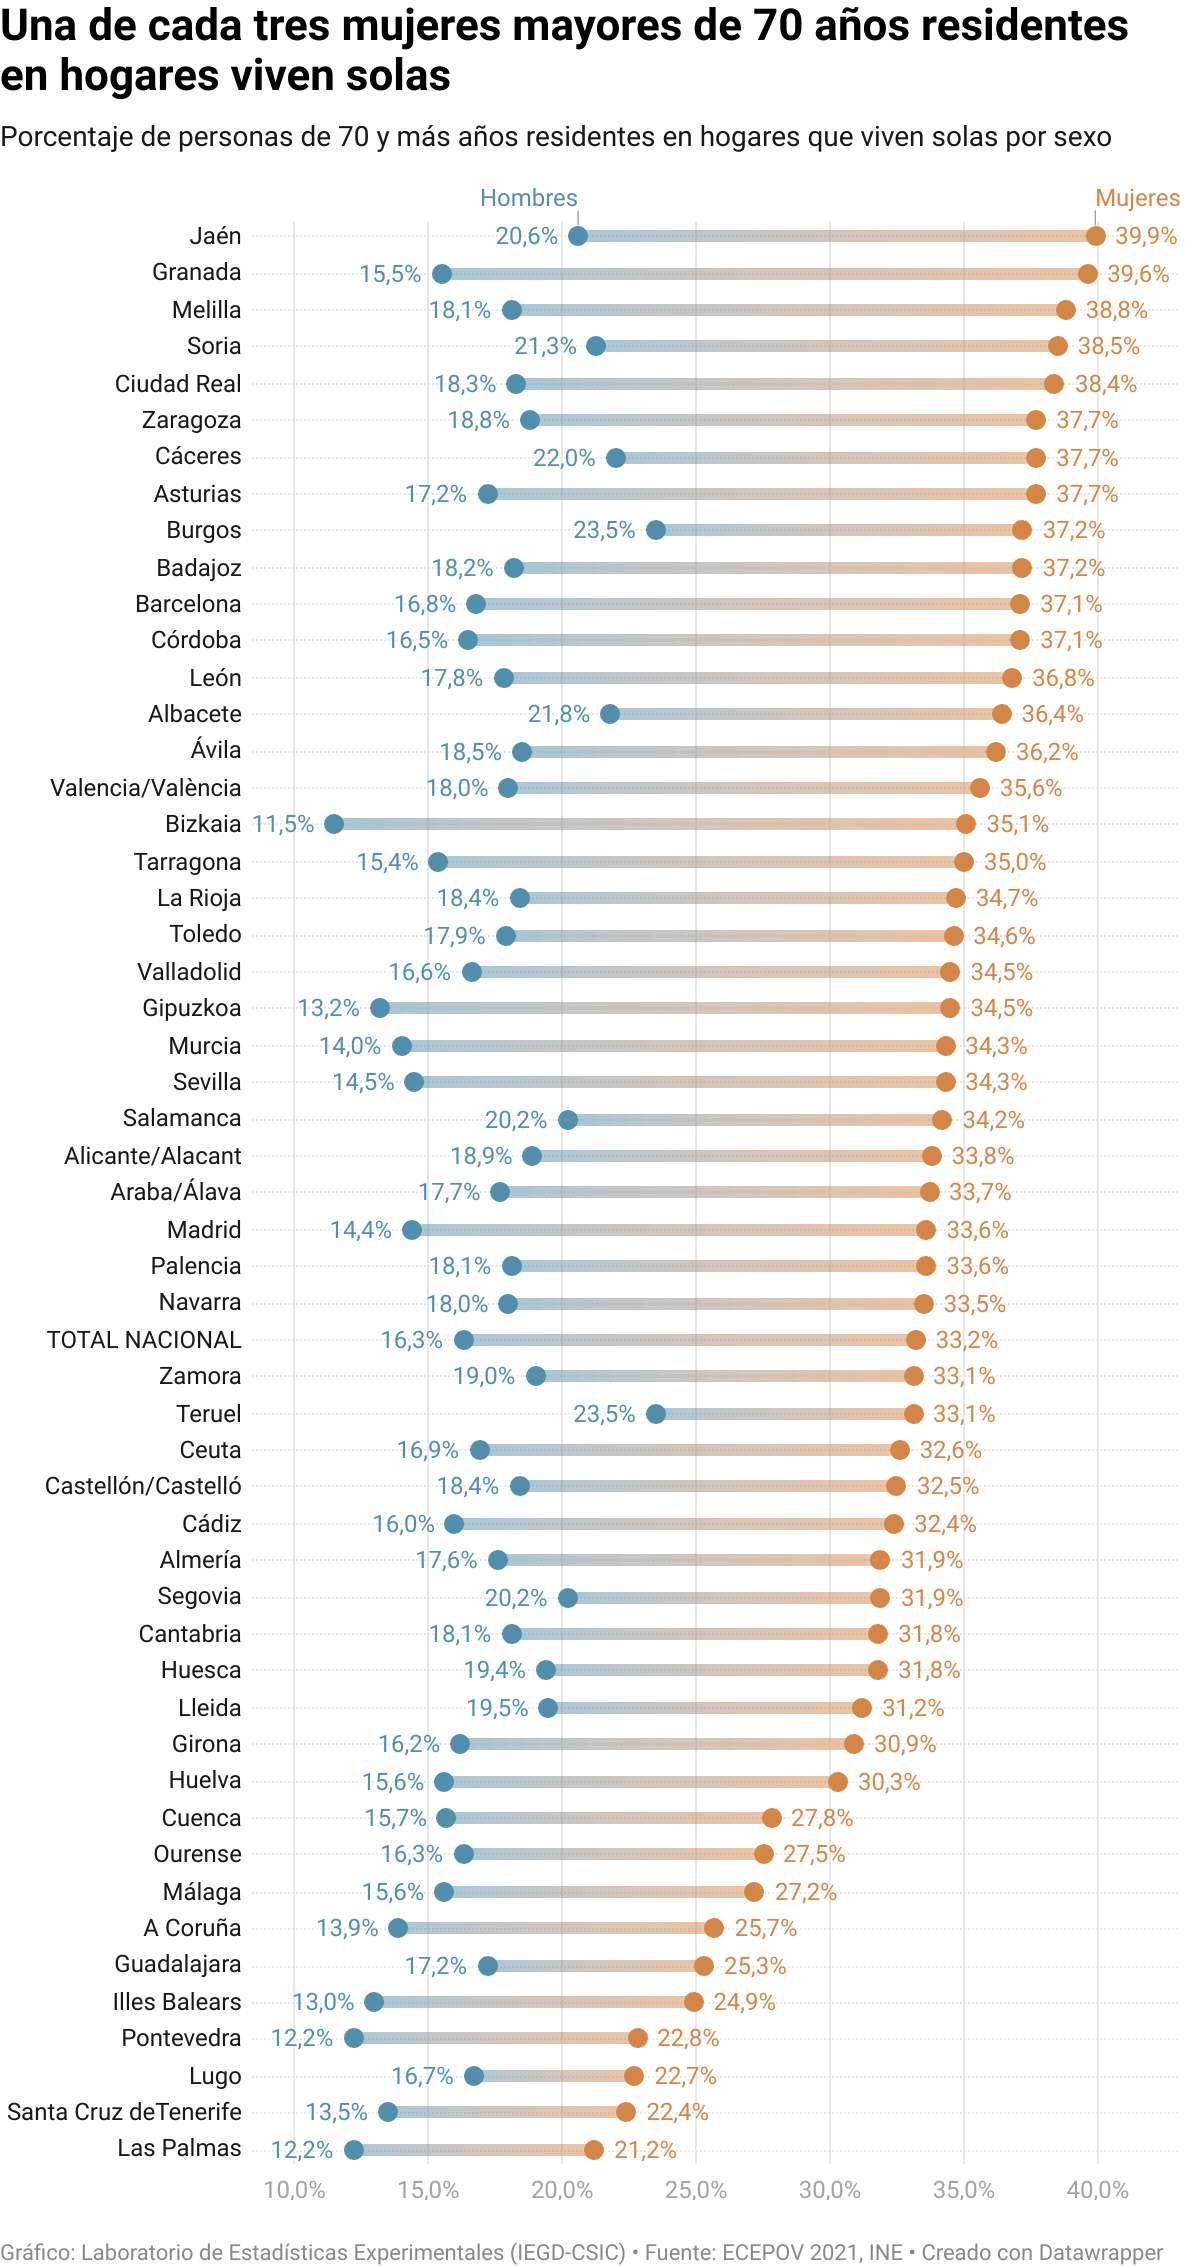 Una de cada tres mujeres mayores de 70 años residentes
en hogares viven solas
Porcentaje de personas de 70 y más años residentes en hogares que viven solas por sexo
Hombres Mujeres
Jaén 20,6% 39,9%
Granada 15,5% 39,6%
Melilla 18,1% 38,8%
Soria 21,3% 38,5%
Ciudad Real 18,3% 38,4%
Zaragoza 18,8% 37,7%
Cáceres 22,0% 37,7%
Asturias 17,2% 37,7%
Burgos 23,5% 37,2%
Badajoz 18,2% 37,2%
Barcelona 16,8% 37,1%
Córdoba 16,5% 37,1%
León 17,8% 36,8%
Albacete 21,8% 36,4%
Ávila 18,5% 36,2%
Valencia/València 18,0% 35,6%
Bizkaia 11,5% 35,1%
Tarragona 15,4% 35,0%
La Rioja 18,4% 34,7%
Toledo 17,9% 34,6%
Valladolid 16,6% 34,5%
Gipuzkoa 13,2% 34,5%
Murcia 14,0% 34,3%
Sevilla 14,5% 34,3%
Salamanca 20,2% 34,2%
Alicante/Alacant 18,9% 33,8%
Araba/Álava 17,7% 33,7%
Madrid 14,4% 33,6%
Palencia 18,1% 33,6%
Navarra 18,0% 33,5%
TOTAL NACIONAL 16,3% 33,2%
Zamora 19,0% 33,1%
Teruel 23,5% 33,1%
Ceuta 16,9% 32,6%
Castellón/Castelló 18,4% 32,5%
Cádiz 16,0% 32,4%
Almería 17,6% 31,9%
Segovia 20,2% 31,9%
Cantabria 18,1% 31,8%
Huesca 19,4% 31,8%
Lleida 19,5% 31,2%
Girona 16,2% 30,9%
Huelva 15,6% 30,3%
Cuenca 15,7% 27,8%
Ourense 16,3% 27,5%
Málaga 15,6% 27,2%
A Coruña 13,9% 25,7%
Guadalajara 17,2% 25,3%
Illes Balears 13,0% 24,9%
Pontevedra 12,2% 22,8%
Lugo 16,7% 22,7%
Santa Cruz deTenerife 13,5% 22,4%
Las Palmas 12,2% 21,2%
10,0% 15,0% 20,0% 25,0% 30,0% 35,0% 40,0%
Gráfico: Laboratorio de Estadísticas Experimentales (IEGD-CSIC) • Fuente: ECEPOV 2021, INE • Creado con Datawrapper